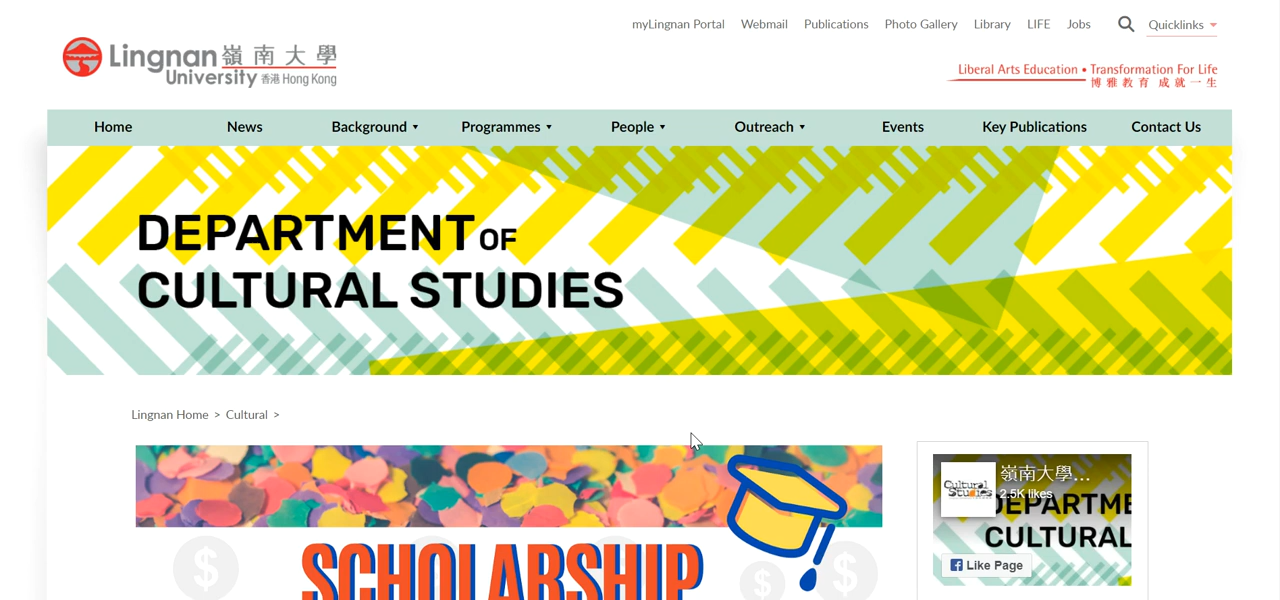 myLingnan Portal Webmail Publications Photo Gallery Library LIFE Jobs Quicklinks
Lingnan 嶺南大學
University 香港 Hong Kong
Liberal Arts Education • Transformation For Life
博雅教育 成就一生
Home News Background Programmes People Outreach Events Key Publications Contact Us
DEPARTMENT OF
CULTURAL STUDIES
Lingnan Home > Cultural >
SCHOLARSHIP
Cultural
Studies
嶺南大學...
2.5K likes
DEPARTME
CULTURAL
Like Page